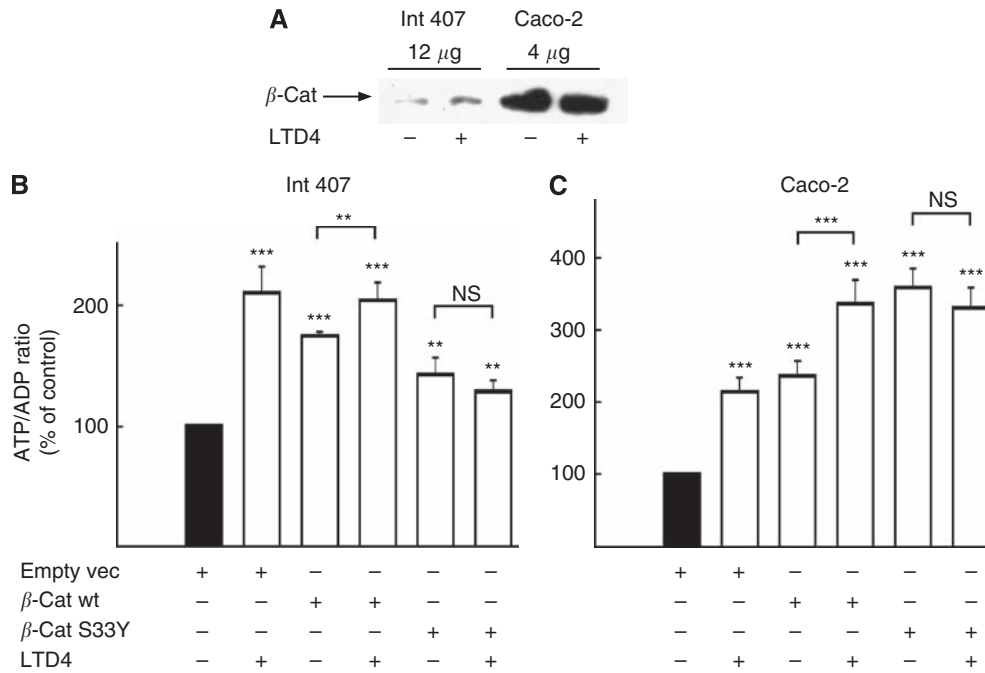 A
Int 407 Caco-2
12 μg 4 μg
β-Cat
LTD4 – + – +
B
Int 407
ATP/ADP ratio
(% of control)
200
100
***
***
**
***
**
NS
**
C
Caco-2
400
300
200
100
***
***
***
***
***
NS
***
Empty vec + + – – – – + + – – – –
β-Cat wt – – + + – – – – + + – –
β-Cat S33Y – – – – + + – – – – + +
LTD4 – + – + – + – + – + – +